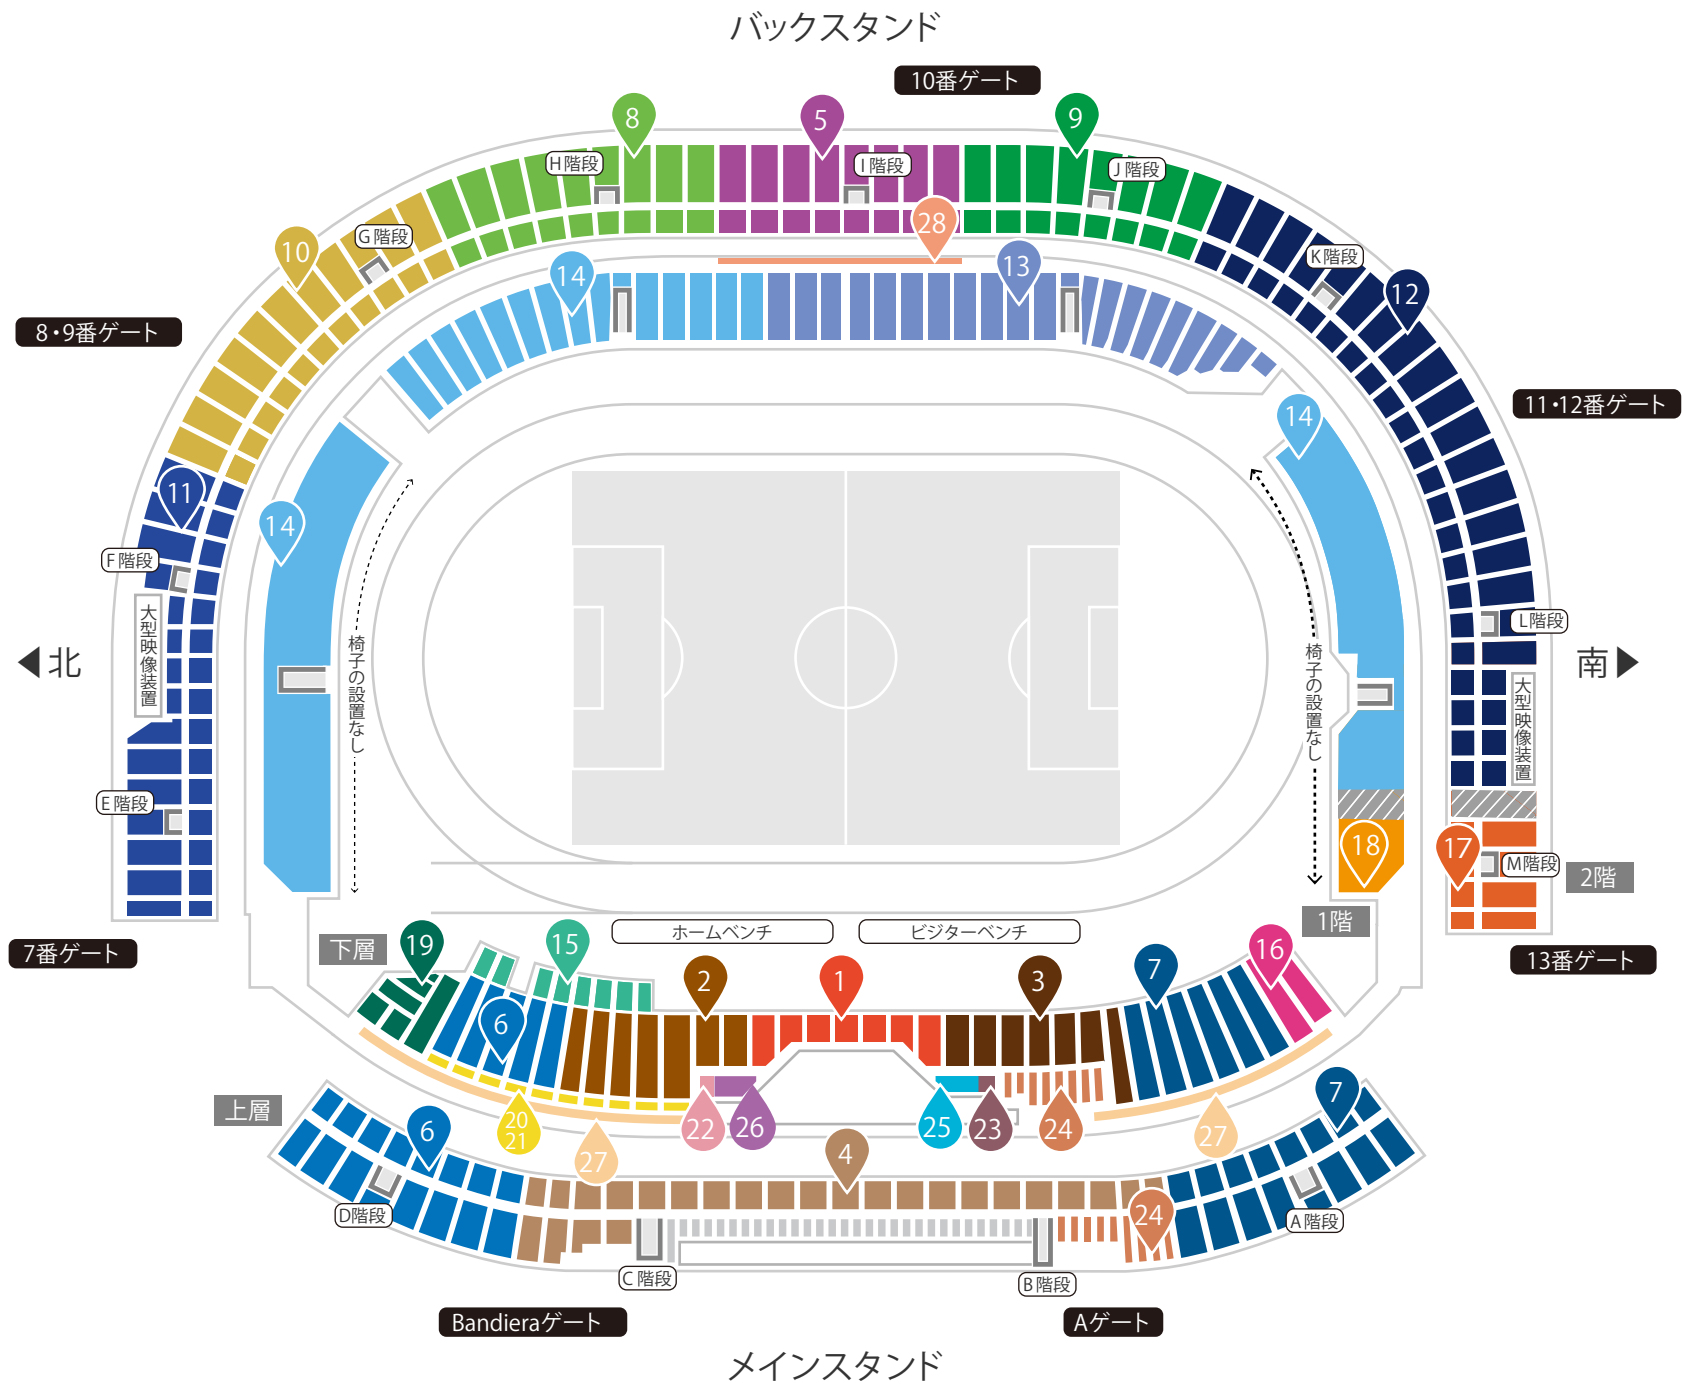 バックスタンド
10番ゲート
8
5
9
H階段
I階段
J階段
28
10
G階段
14
13
K階段
12
8・9番ゲート
14
11・12番ゲート
11
14
F階段
大型映像装置
L階段
北
椅子の設置なし
椅子の設置なし
南
大型映像装置
E階段
18
17
M階段
2階
1階
7番ゲート
下層
19
15
ホームベンチ
ビジターベンチ
16
13番ゲート
2
1
3
7
6
上層
20
21
22
26
25
23
24
27
27
7
6
4
D階段
24
A階段
C階段
B階段
Bandieraゲート
Aゲート
メインスタンド